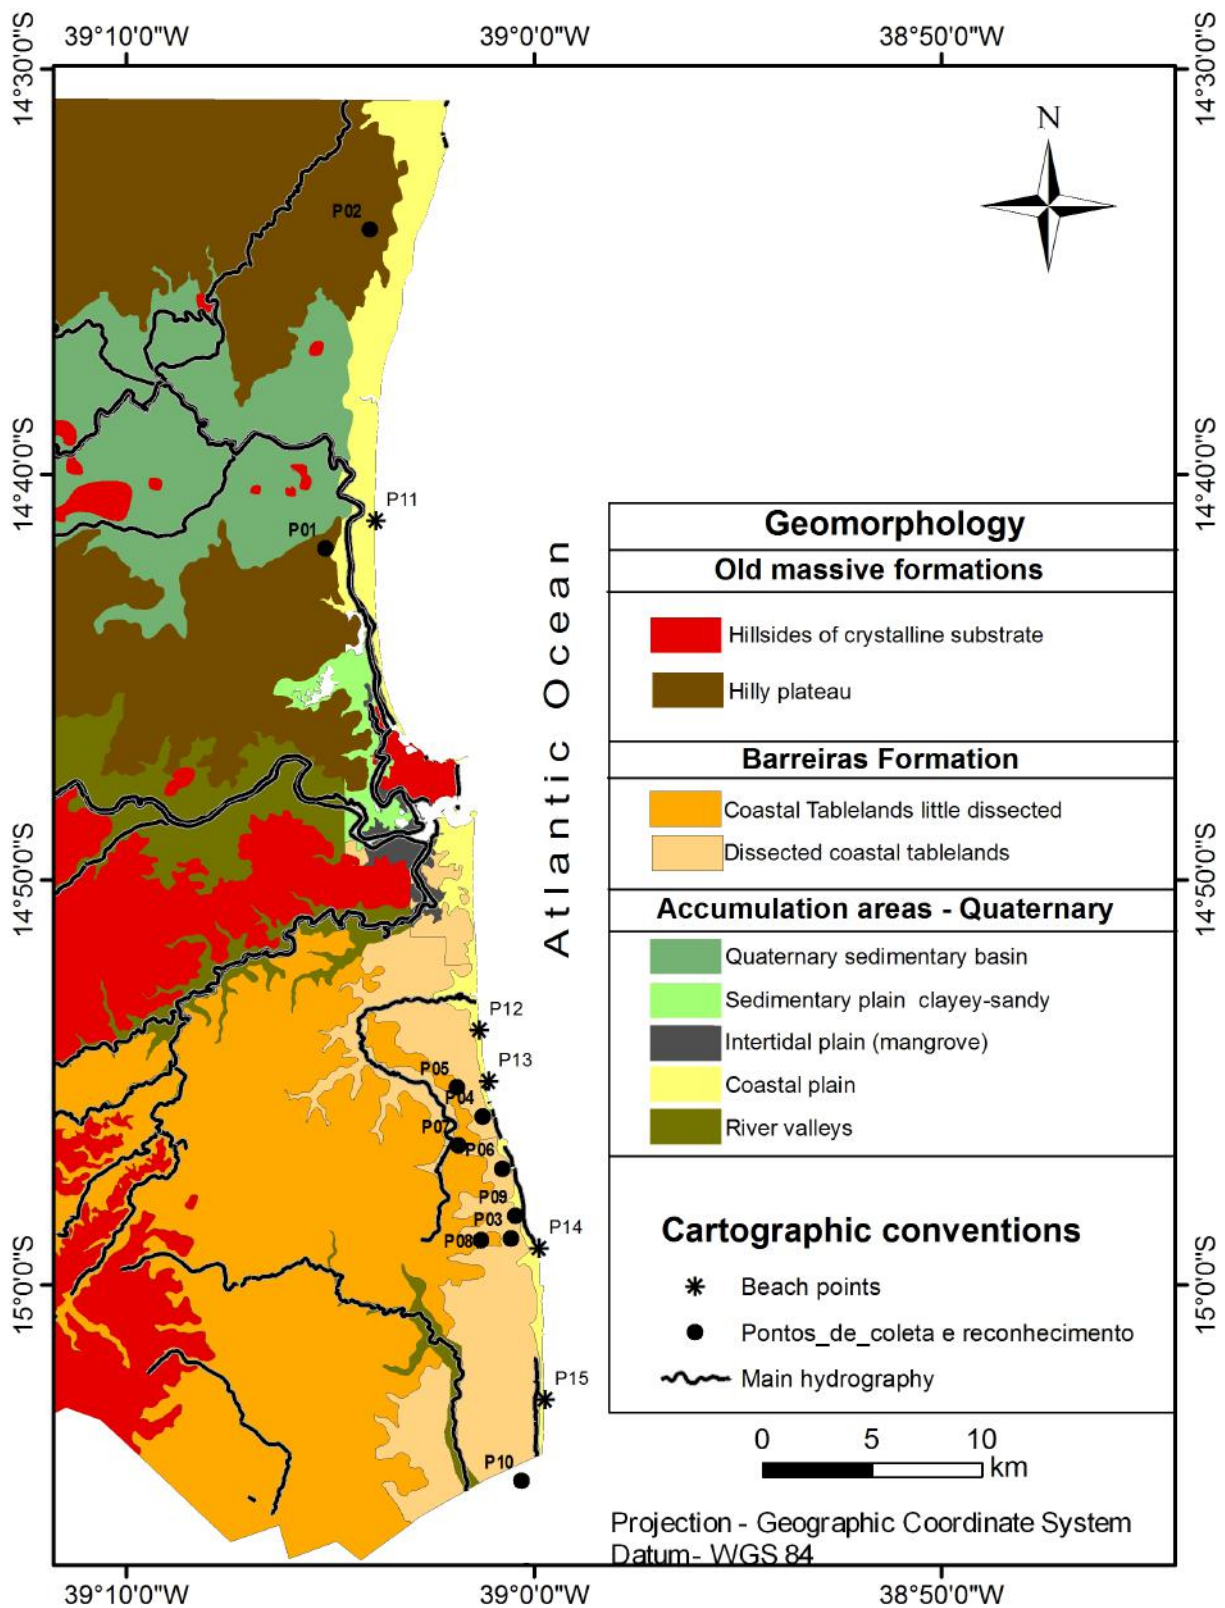 39°10'0"W 39°0'0"W 38°50'0"W
14°30'0"S 14°30'0"S
N
P02
14°40'0"S 14°40'0"S
P11
P01
Atlantic Ocean
Geomorphology
Old massive formations
Hillsides of crystalline substrate
Hilly plateau
Barreiras Formation
Coastal Tablelands little dissected
Dissected coastal tablelands
14°50'0"S 14°50'0"S
Accumulation areas - Quaternary
Quaternary sedimentary basin
Sedimentary plain clayey-sandy
Intertidal plain (mangrove)
Coastal plain
River valleys
P12
P13
P05
P04
P07
P06
P09
P03
P08
P14
15°0'0"S 15°0'0"S
P15
P10
Cartographic conventions
Beach points
Pontos_de_coleta e reconhecimento
Main hydrography
0 5 10
km
Projection - Geographic Coordinate System
Datum- WGS 84
39°10'0"W 39°0'0"W 38°50'0"W